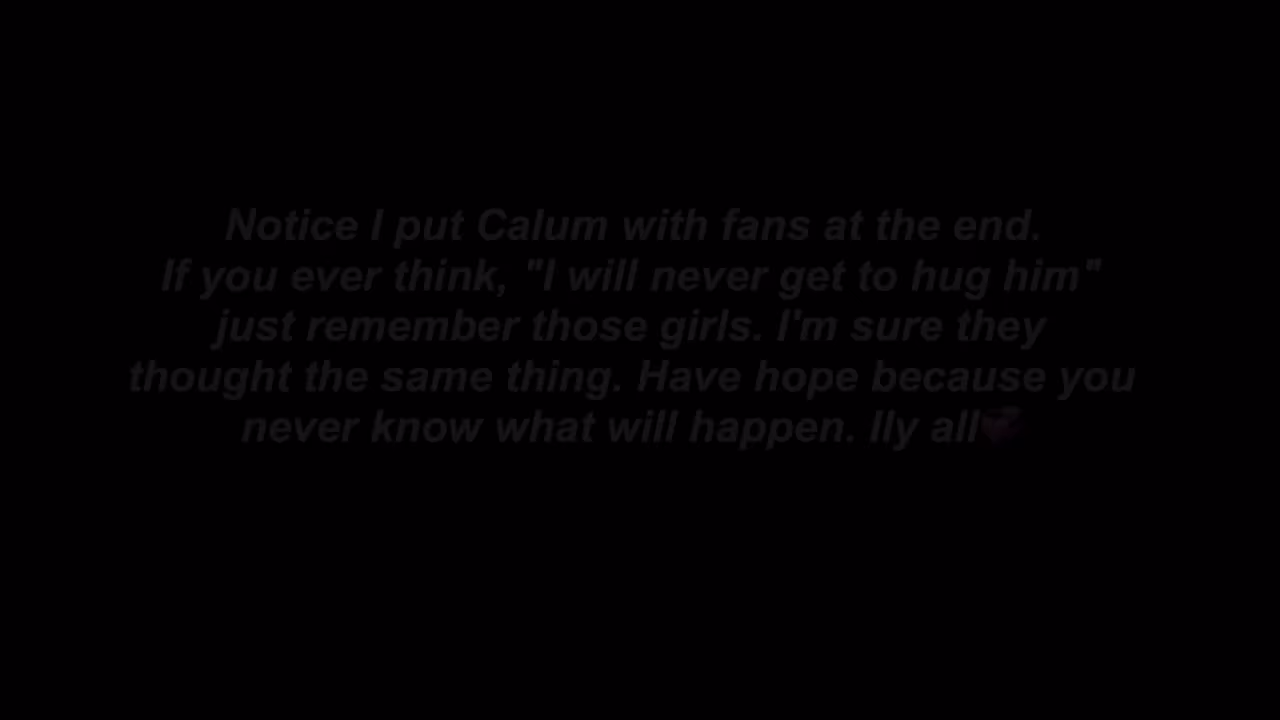 Notice I put Calum with fans at the end.
If you ever think, "I will never get to hug him"
just remember those girls. I'm sure they
thought the same thing. Have hope because you
never know what will happen. Ily all💞